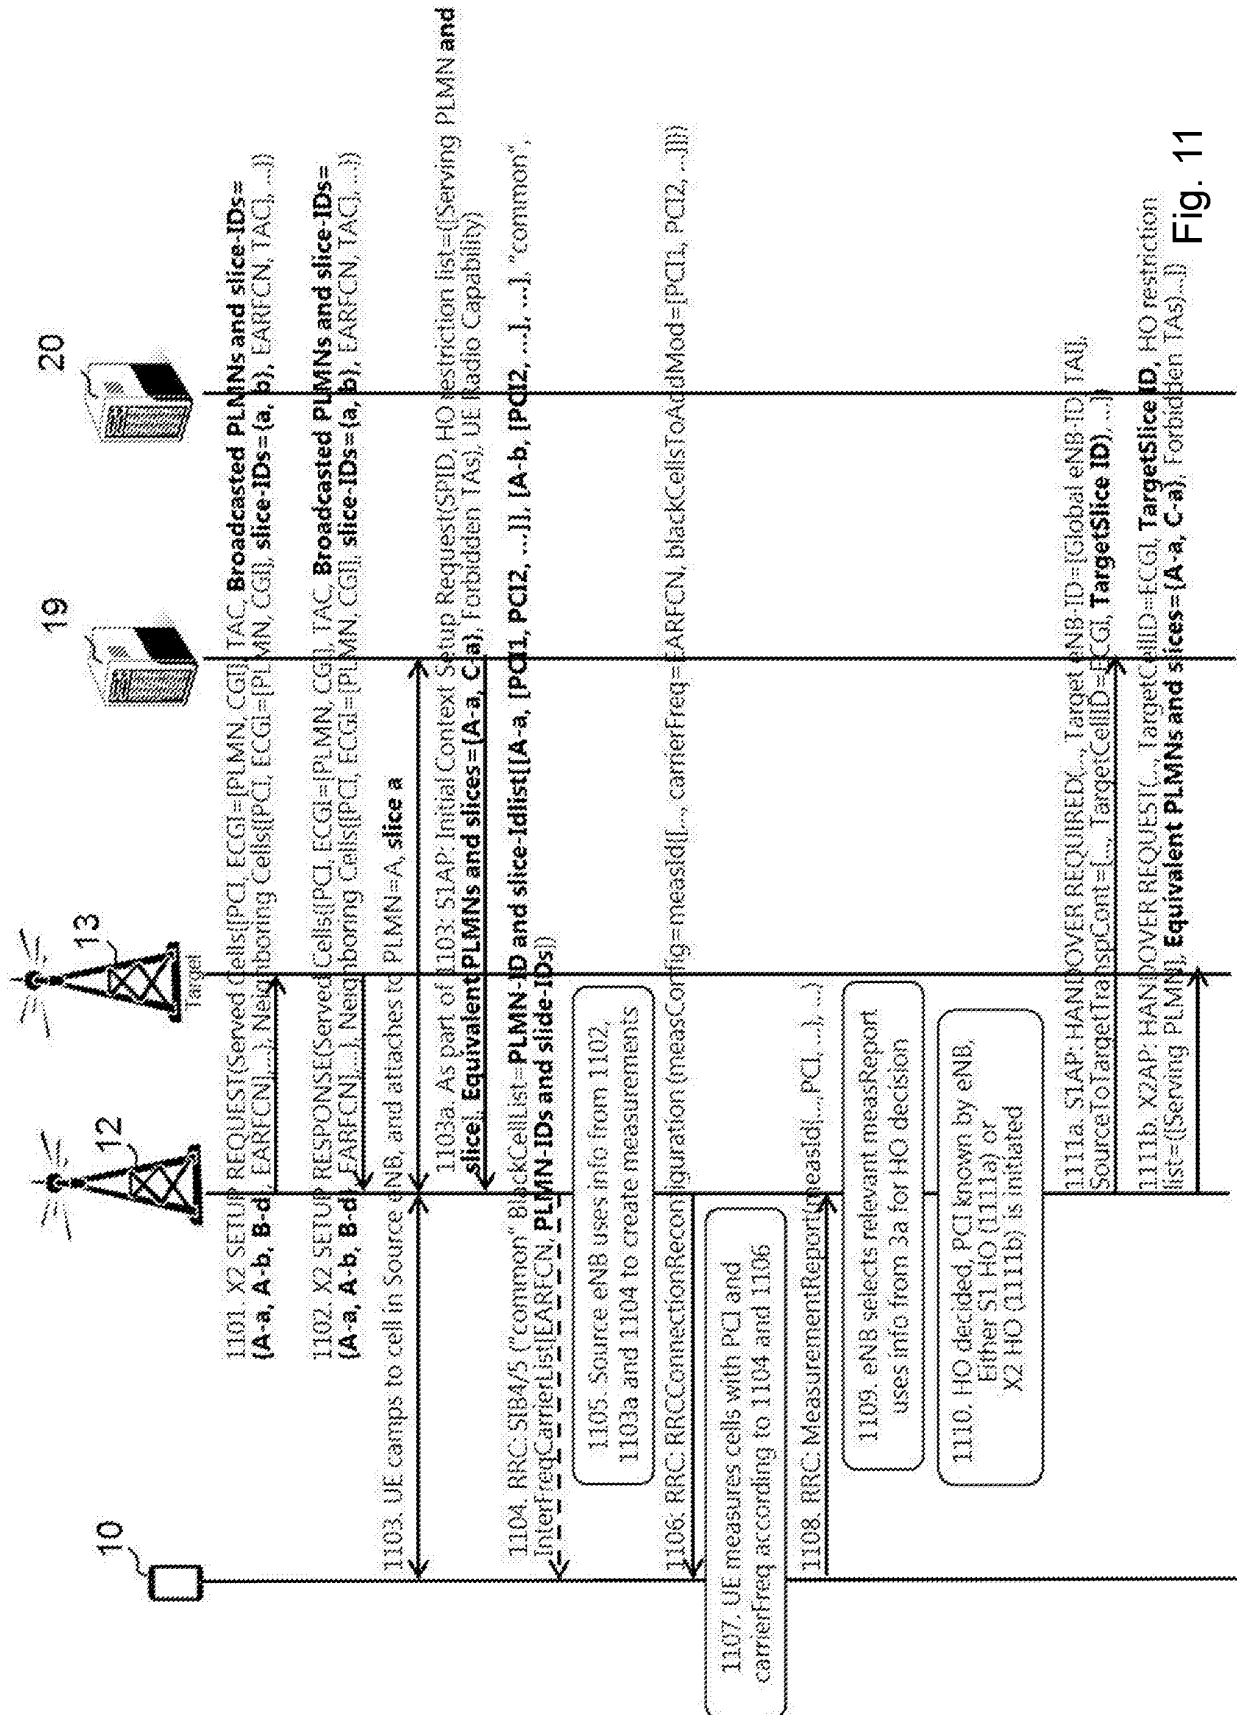 10
12
13
Target
19
20
1101. X2 SETUP REQUEST(Served Cells[[PCI, ECGI=[PLMN, CGI], TAC, Broadcasted PLMNs and slice-IDs=
{A-a, A-b, B-d}, EARFCN],...], Neighboring Cells[[PCI, ECGI=[PLMN, CGI], slice-IDs={a, b}, EARFCN, TAC], ...])
1102. X2 SETUP RESPONSE(Served Cells[[PCI, ECGI=[PLMN, CGI], TAC, Broadcasted PLMNs and slice-IDs=
{A-a, A-b, B-d}, EARFCN],...], Neighboring Cells[[PCI, ECGI=[PLMN, CGI], slice-IDs={a, b}, EARFCN, TAC], ...])
1103. UE camps to cell in Source eNB, and attaches to PLMN=A, slice a
1103a. As part of 1103: S1AP: Initial Context Setup Request(SPID, HO restriction list=([Serving PLMN and
slice], Equivalent PLMNs and slices={A-a, C-a}, Forbidden TAs), UE Radio Capability)
1104. RRC: SIB4/5 ("common" BlackCellList=PLMN-ID and slice-Idlist[[A-a, [PCI1, PCI2, ...]], [A-b, [PCI2, ...], ...], "common",
InterFreqCarrierList[EARFCN, PLMN-IDs and slide-IDs])
1105. Source eNB uses info from 1102,
1103a and 1104 to create measurements
1106. RRC: RRCConnectionReconfiguration (measConfig=measId[[..., carrierFreq=EARFCN, blackCellsToAddMod=[PCI1, PCI2, ...]]])
1107. UE measures cells with PCI and
carrierFreq according to 1104 and 1106
1108. RRC: MeasurementReport(measId[...,PCI, ...], ...)
1109. eNB selects relevant measReport
uses info from 3a for HO decision
1110. HO decided, PCI known by eNB,
Either S1 HO (1111a) or
X2 HO (1111b) is initiated
1111a. S1AP: HANDOVER REQUIRED(..., Target eNB-ID=[Global eNB-ID, TAI],
SourceToTargetTranspCont=[..., TargetCellID=ECGI, TargetSlice ID), ...])
1111b. X2AP: HANDOVER REQUEST(..., TargetCellID=ECGI, TargetSlice ID, HO restriction
list=([Serving PLMN], Equivalent PLMNs and slices={A-a, C-a}, Forbidden TAs)...])
Fig. 11